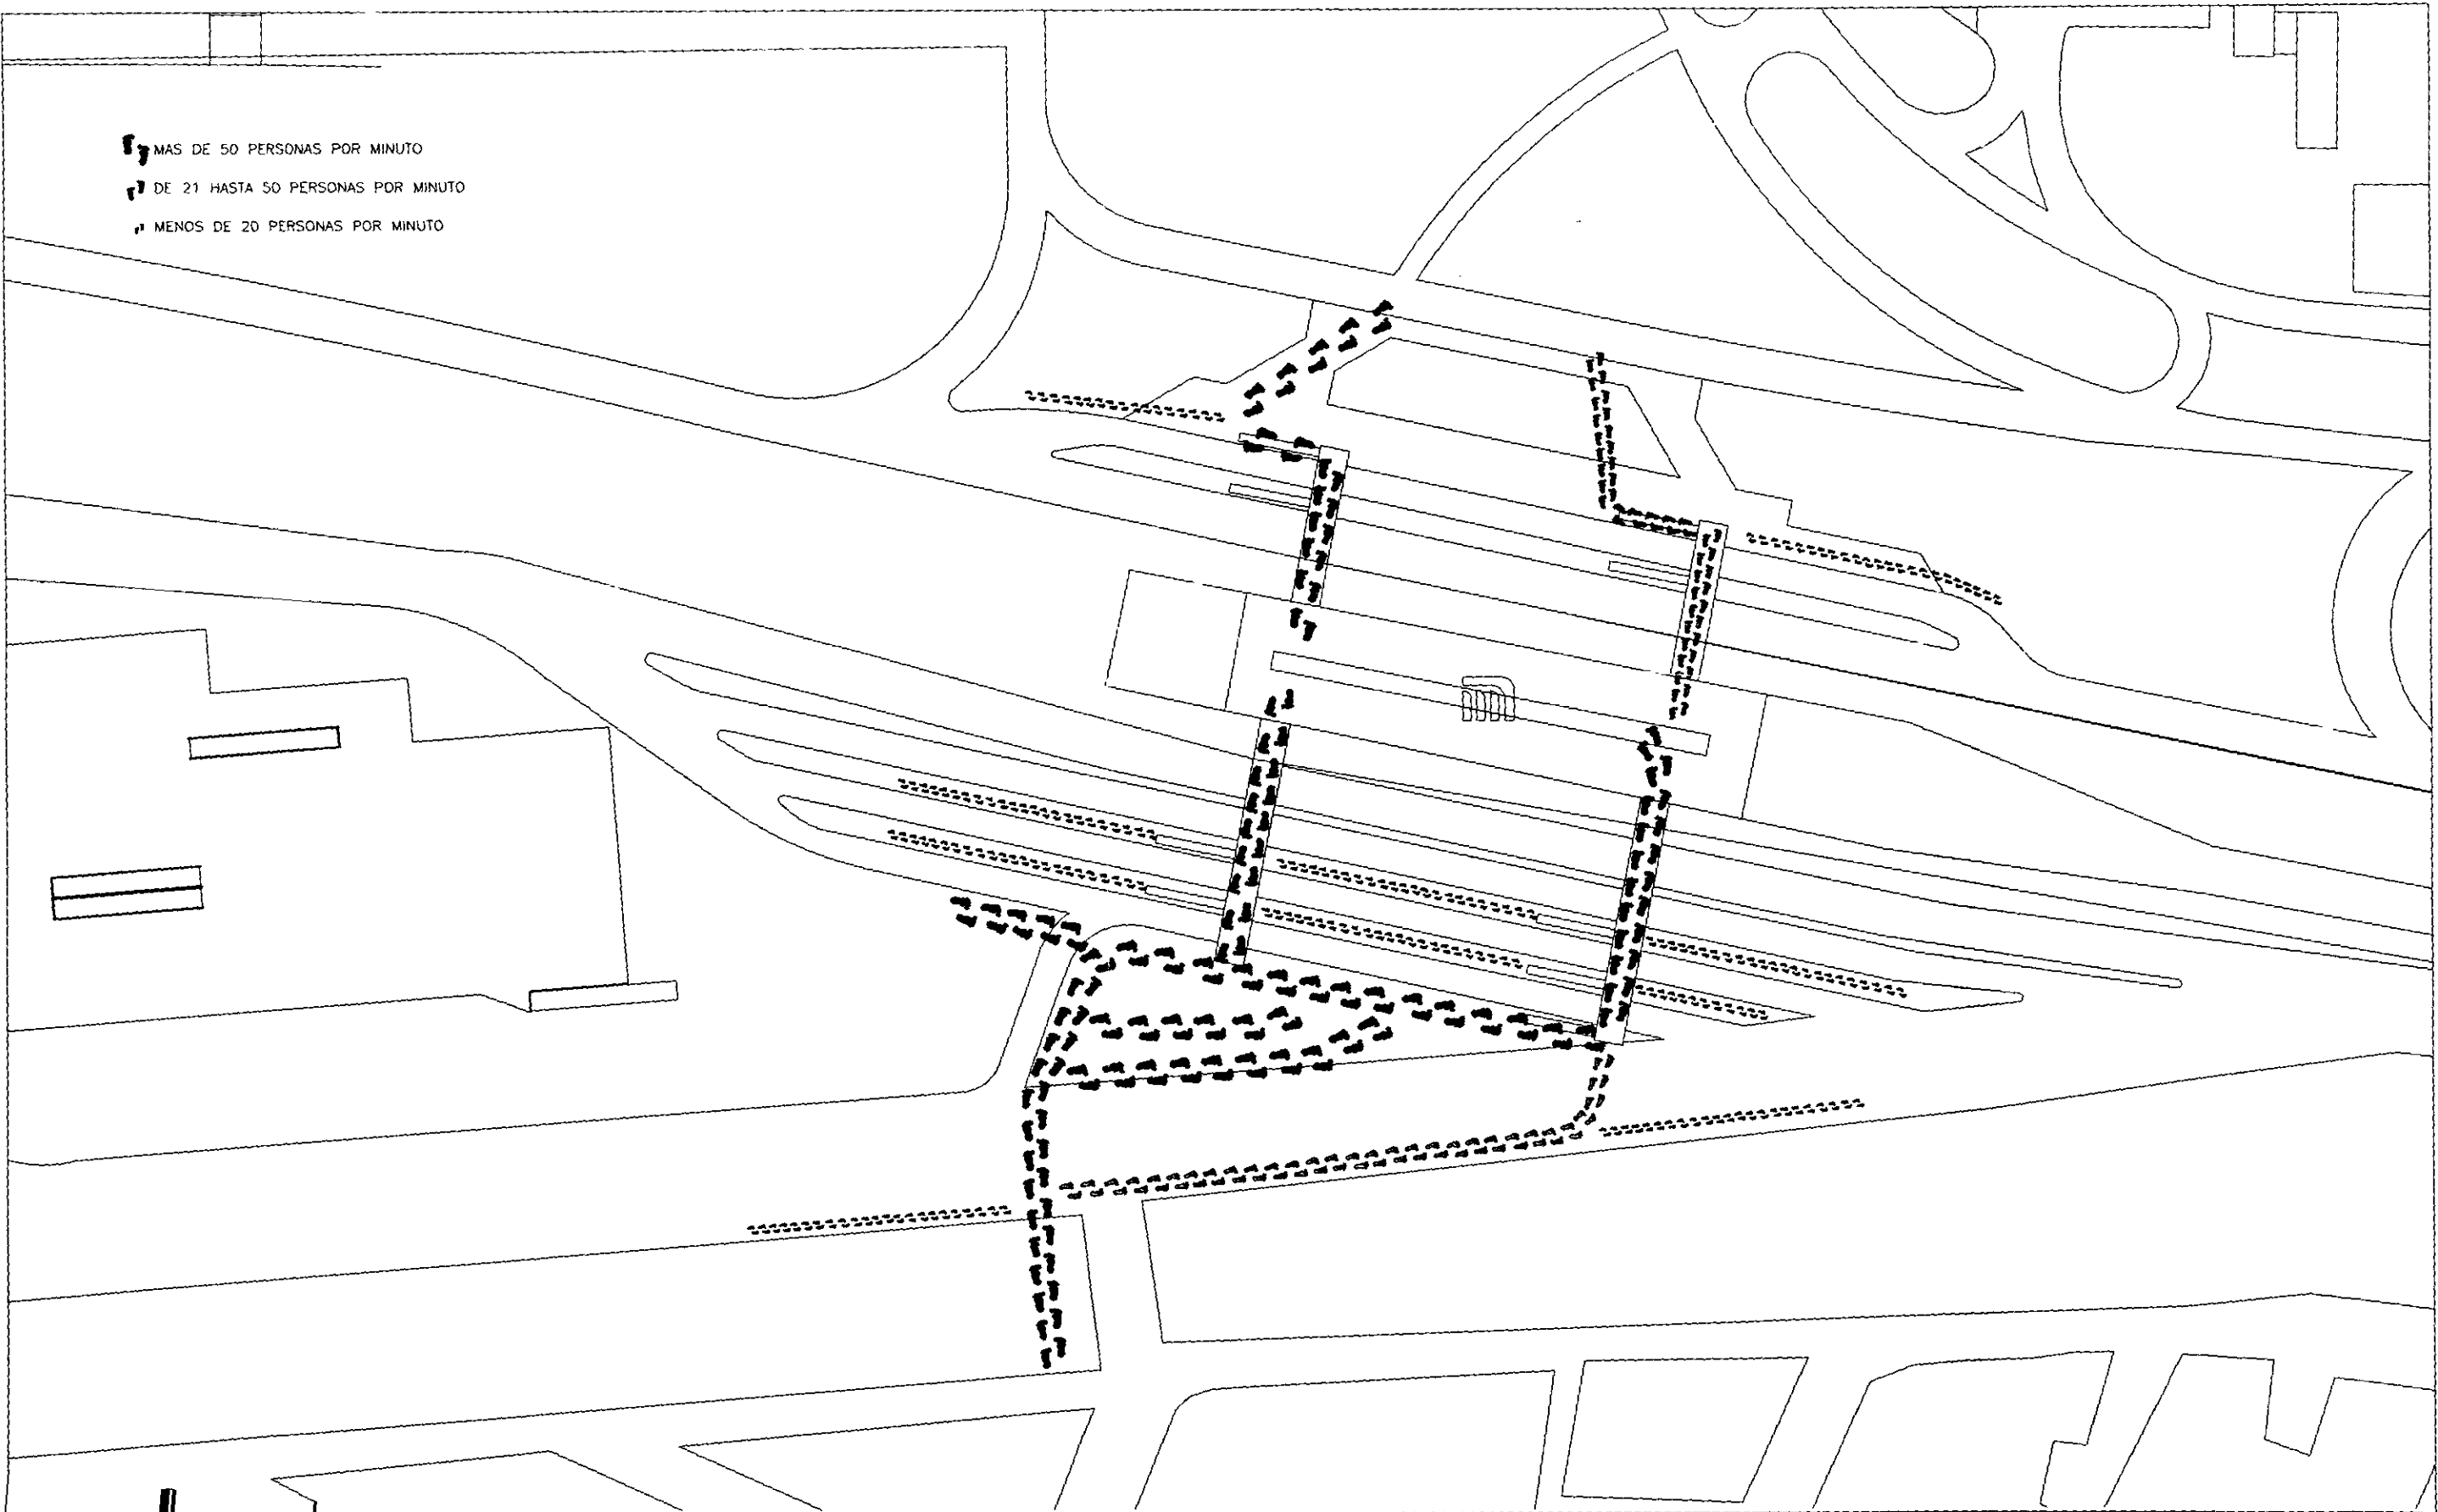 MAS DE 50 PERSONAS POR MINUTO
DE 21 HASTA 50 PERSONAS POR MINUTO
MENOS DE 20 PERSONAS POR MINUTO